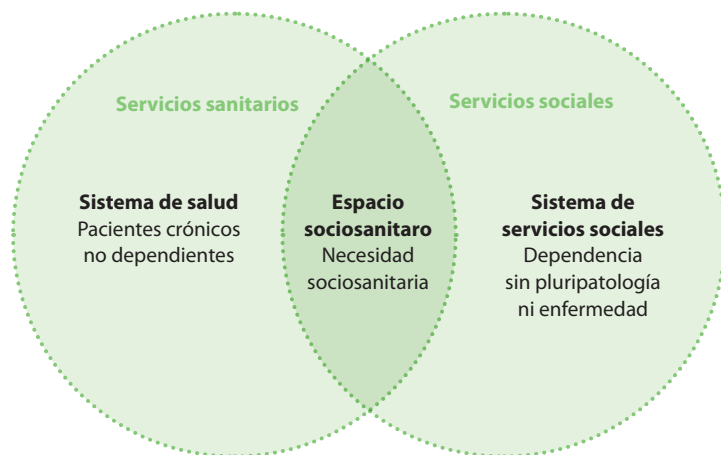 Servicios sanitarios
Servicios sociales
Sistema de salud
Pacientes crónicos
no dependientes
Espacio
sociosanitaro
Necesidad
sociosanitaria
Sistema de
servicios sociales
Dependencia
sin pluripatología
ni enfermedad